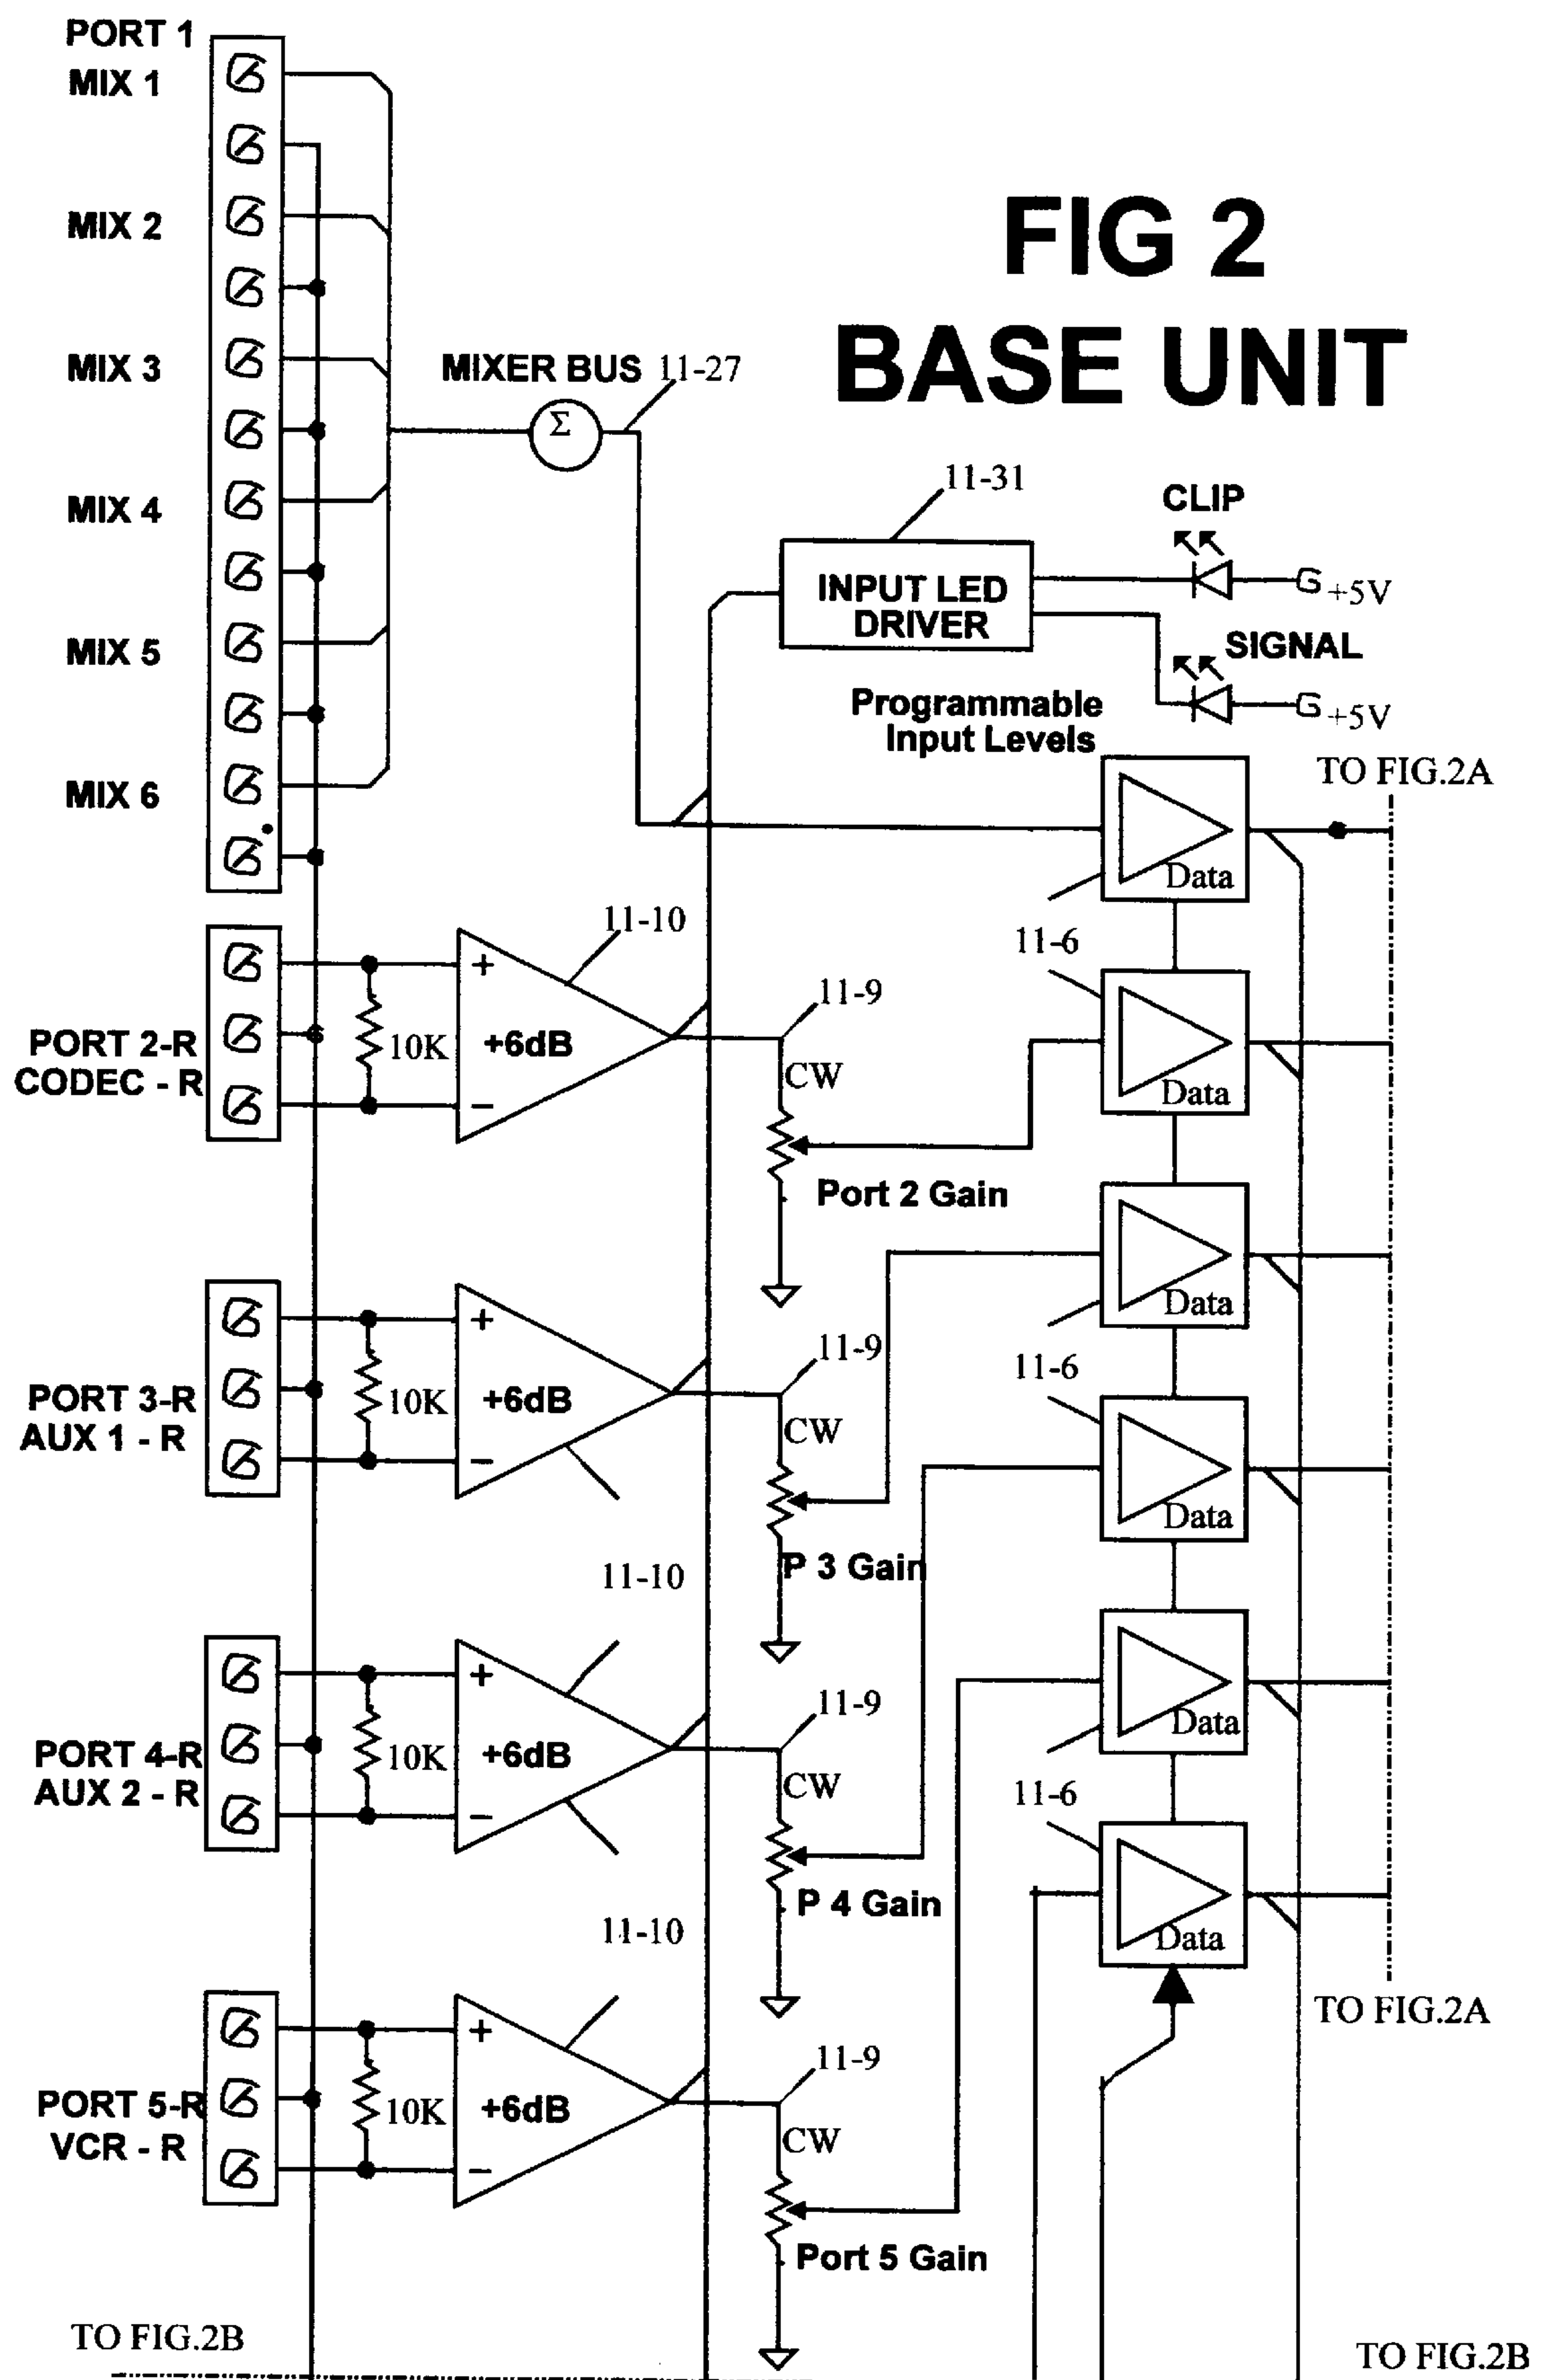 PORT 1
MIX 1
MIX 2
FIG 2
BASE UNIT
MIX 3
MIXER BUS 11-27
Σ
11-31
CLIP
MIX 4
INPUT LED
DRIVER
+5V
SIGNAL
MIX 5
Programmable
Input Levels
+5V
TO FIG.2A
MIX 6
Data
11-10
11-6
+
11-9
PORT 2-R
CODEC - R
10K
+6dB
CW
Data
−
Port 2 Gain
Data
+
11-9
11-6
PORT 3-R
AUX 1 - R
10K
+6dB
CW
−
Data
P 3 Gain
11-10
+
11-9
Data
PORT 4-R
AUX 2 - R
10K
+6dB
CW
11-6
−
P 4 Gain
11-10
Data
TO FIG.2A
+
11-9
PORT 5-R
VCR - R
10K
+6dB
CW
−
Port 5 Gain
TO FIG.2B
TO FIG.2B